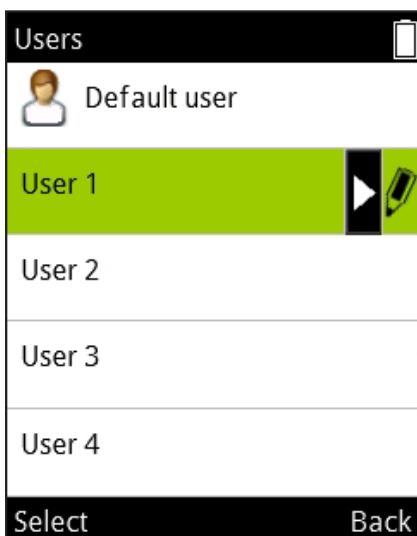 Users
Default user
User 1
User 2
User 3
User 4
Select Back